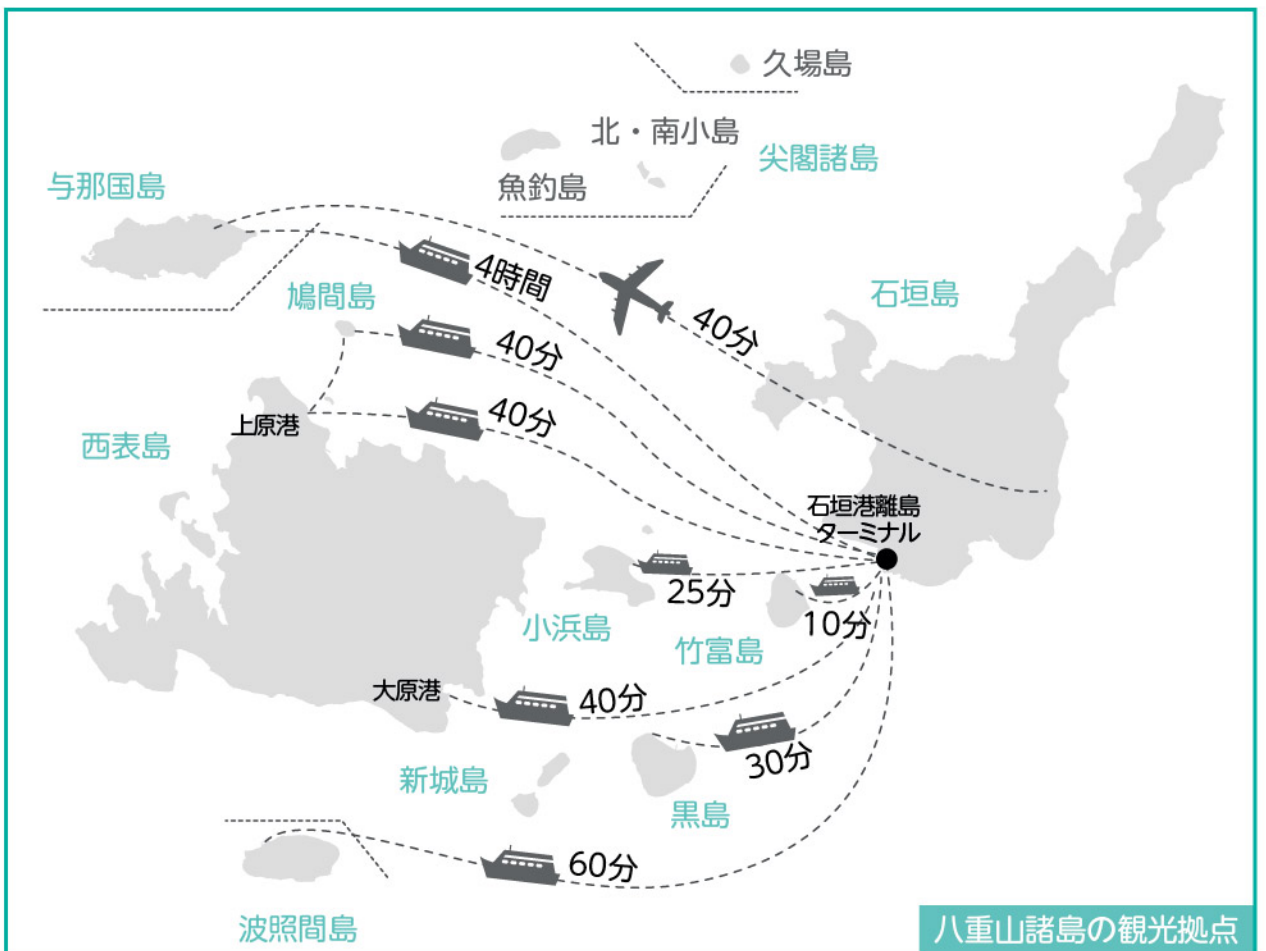 久場島
北・南小島
尖閣諸島
魚釣島
与那国島
4時間
鳩間島
石垣島
40分
40分
40分
上原港
西表島
石垣港離島
ターミナル
25分
10分
小浜島
竹富島
大原港
40分
30分
新城島
黒島
60分
波照間島
八重山諸島の観光拠点